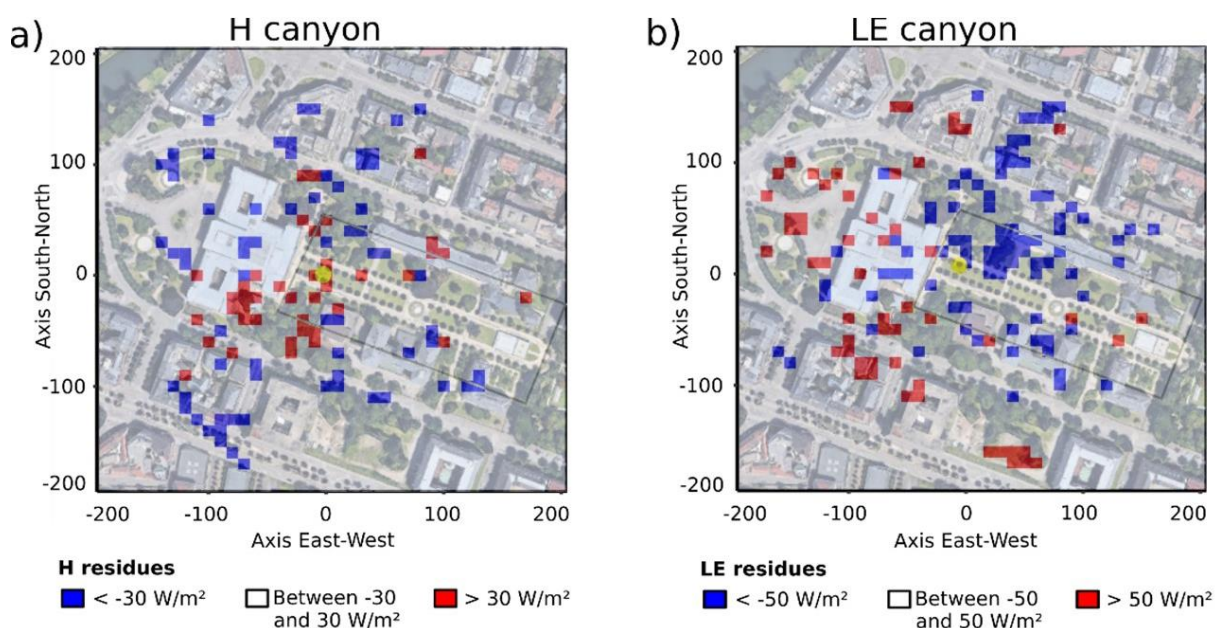 a)
H canyon
200
100
0
-100
-200
Axis South-North
-200
-100
0
100
200
Axis East-West
H residues
< -30 W/m²
Between -30
and 30 W/m²
> 30 W/m²
b)
LE canyon
200
100
0
-100
-200
Axis South-North
-200
-100
0
100
200
Axis East-West
LE residues
< -50 W/m²
Between -50
and 50 W/m²
> 50 W/m²